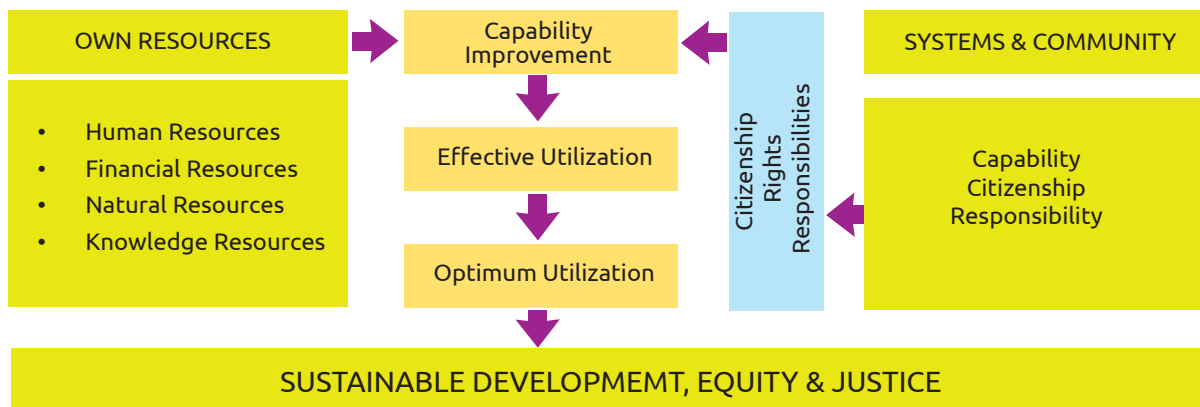 OWN RESOURCES
• Human Resources
• Financial Resources
• Natural Resources
• Knowledge Resources
Capability
Improvement
Effective Utilization
Optimum Utilization
Citizenship
Rights
Responsibilities
SYSTEMS & COMMUNITY
Capability
Citizenship
Responsibility
SUSTAINABLE DEVELOPMEMT, EQUITY & JUSTICE